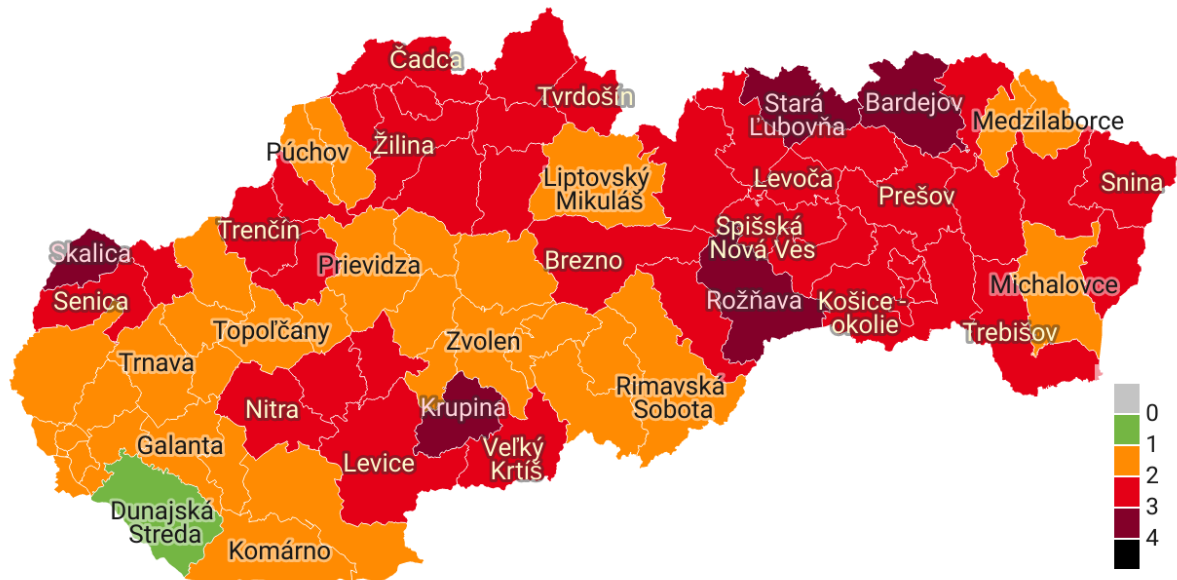 Čadca
Tvrdošín
Stará
Ľubovňa
Bardejov
Medzilaborce
Púchov
Žilina
Liptovský
Mikuláš
Levoča
Prešov
Snina
Skalica
Trenčín
Spišská
Nová Ves
Prievidza
Brezno
Senica
Rožňava
Košice -
okolie
Michalovce
Topoľčany
Zvolen
Trebišov
Trnava
Rimavská
Sobota
Nitra
Krupina
Galanta
Levice
Veľký
Krtíš
Dunajská
Streda
Komárno
0
1
2
3
4